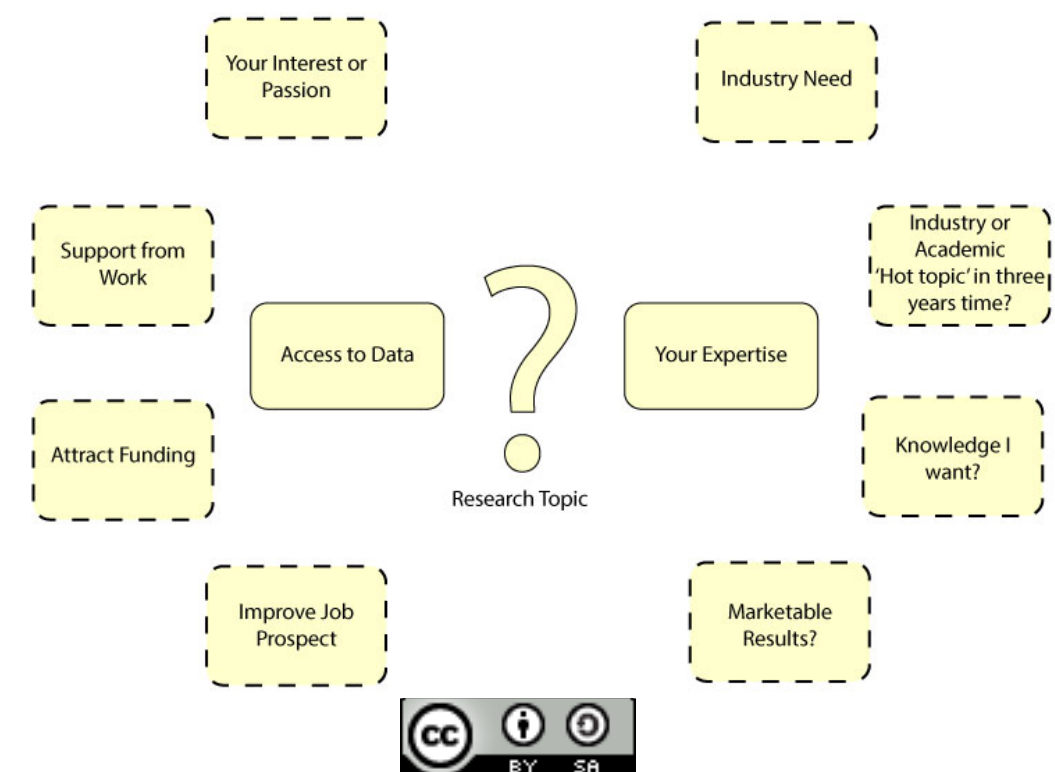 Your Interest or
Passion
Industry Need
Support from
Work
Industry or
Academic
'Hot topic' in three
years time?
Access to Data
Your Expertise
Attract Funding
Knowledge I
want?
Research Topic
Improve Job
Prospect
Marketable
Results?
cc
BY SA